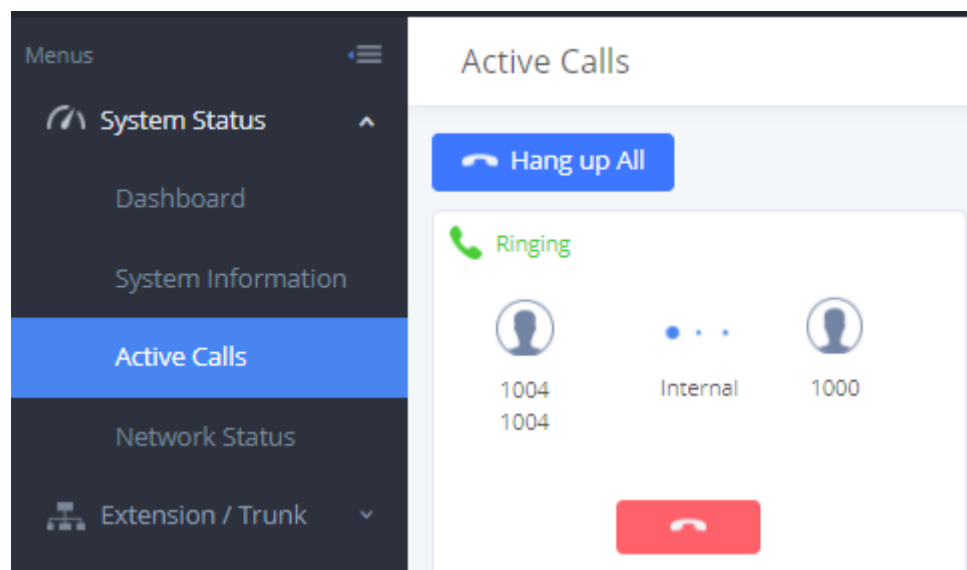 Menus
System Status
Dashboard
System Information
Active Calls
Network Status
Extension / Trunk
Active Calls
Hang up All
Ringing
1004
1004
Internal
1000